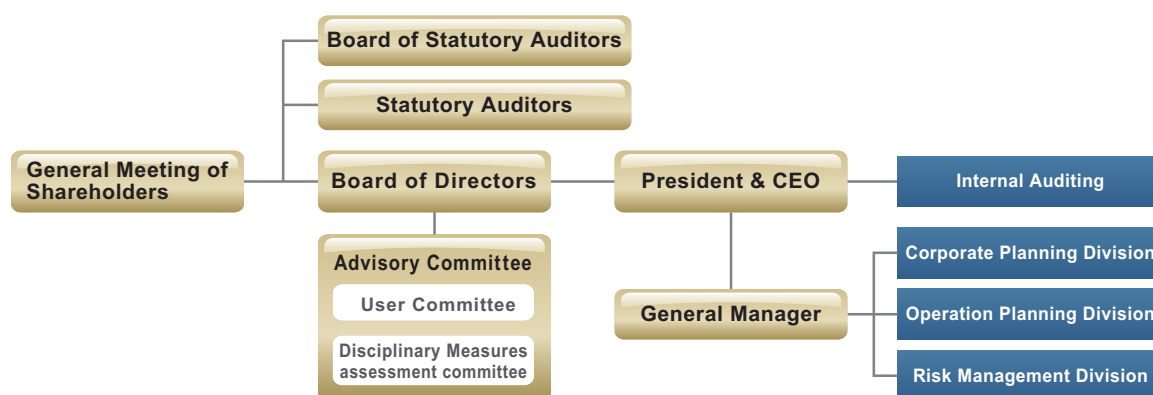 Board of Statutory Auditors
Statutory Auditors
General Meeting of
Shareholders
Board of Directors
President & CEO
Internal Auditing
Advisory Committee
User Committee
Disciplinary Measures
assessment committee
General Manager
Corporate Planning Division
Operation Planning Division
Risk Management Division